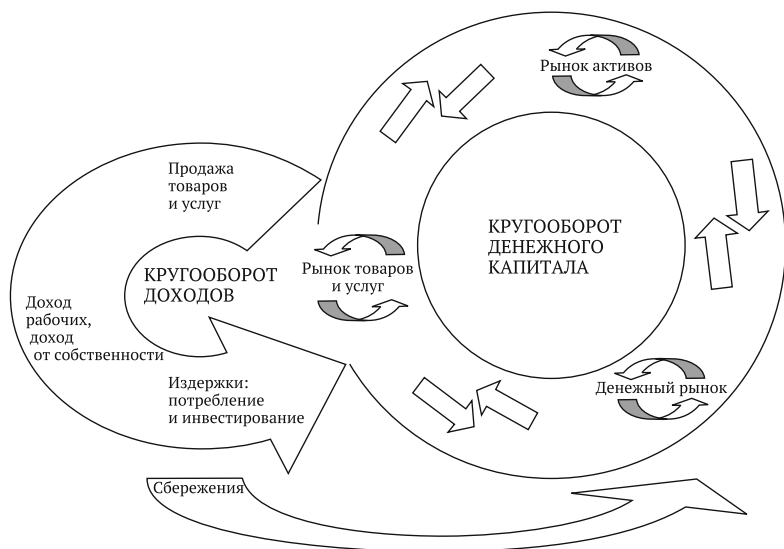 Рынок активов
Продажа
товаров
и услуг
КРУГООБОРОТ
ДЕНЕЖНОГО
КАПИТАЛА
КРУГООБОРОТ
ДОХОДОВ
Рынок товаров
и услуг
Доход
рабочих,
доход
от собственности
Издержки:
потребление
и инвестирование
Денежный рынок
Сбережения